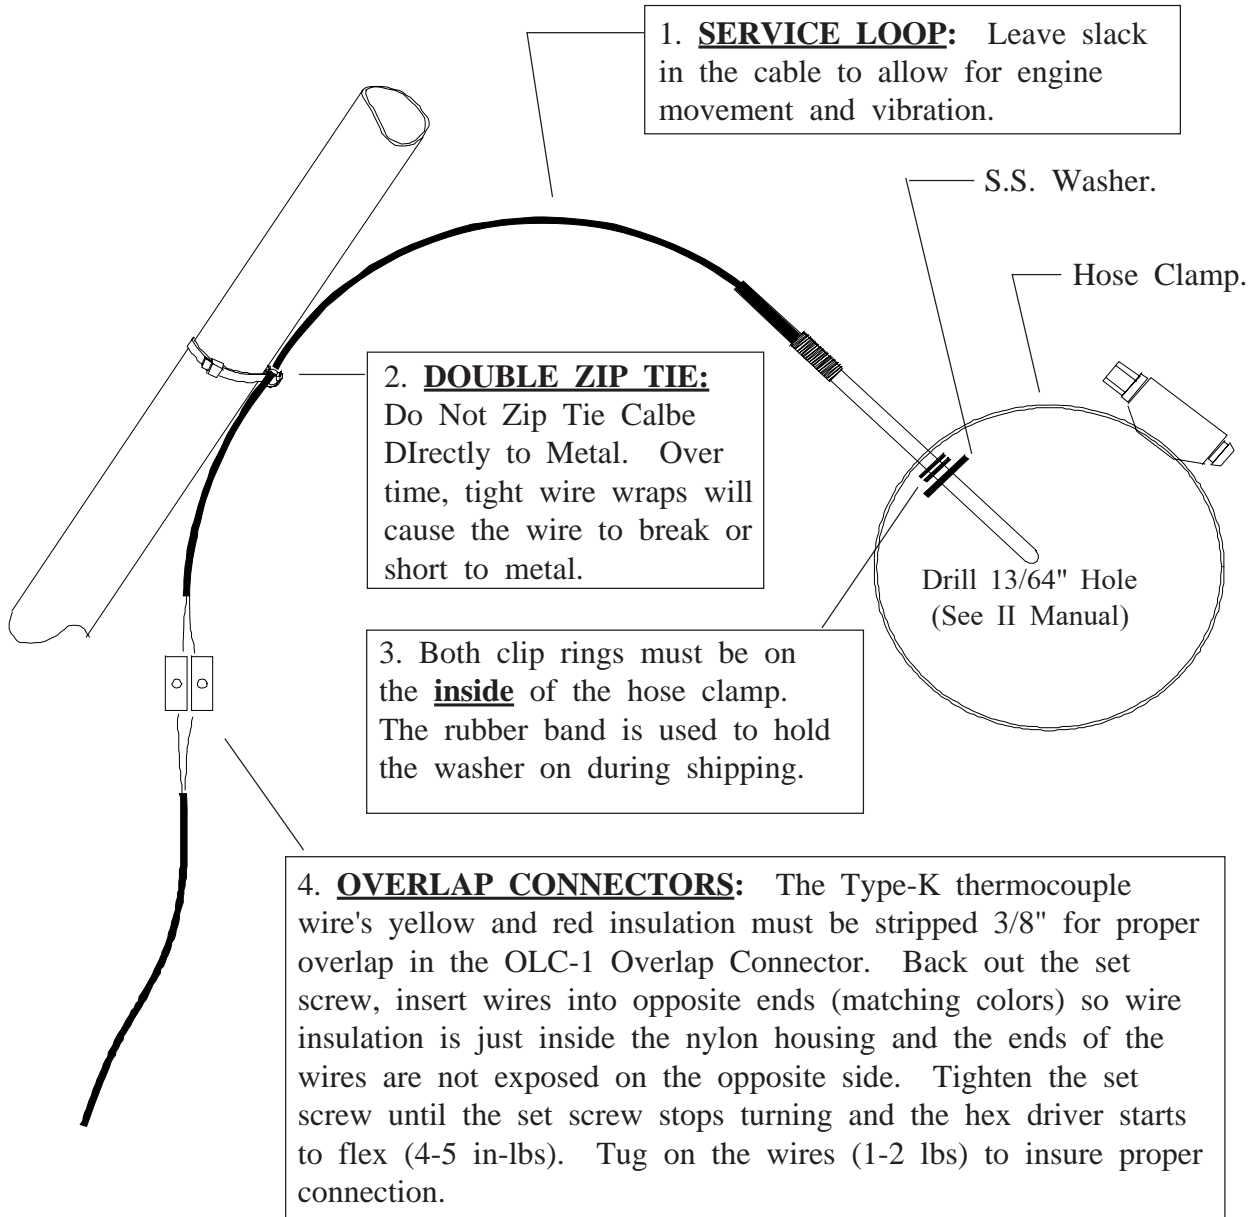 1. SERVICE LOOP: Leave slack
in the cable to allow for engine
movement and vibration.
S.S. Washer.
Hose Clamp.
2. DOUBLE ZIP TIE:
Do Not Zip Tie Calbe
DIrectly to Metal. Over
time, tight wire wraps will
cause the wire to break or
short to metal.
Drill 13/64" Hole
(See II Manual)
3. Both clip rings must be on
the inside of the hose clamp.
The rubber band is used to hold
the washer on during shipping.
4. OVERLAP CONNECTORS: The Type-K thermocouple
wire's yellow and red insulation must be stripped 3/8" for proper
overlap in the OLC-1 Overlap Connector. Back out the set
screw, insert wires into opposite ends (matching colors) so wire
insulation is just inside the nylon housing and the ends of the
wires are not exposed on the opposite side. Tighten the set
screw until the set screw stops turning and the hex driver starts
to flex (4-5 in-lbs). Tug on the wires (1-2 lbs) to insure proper
connection.